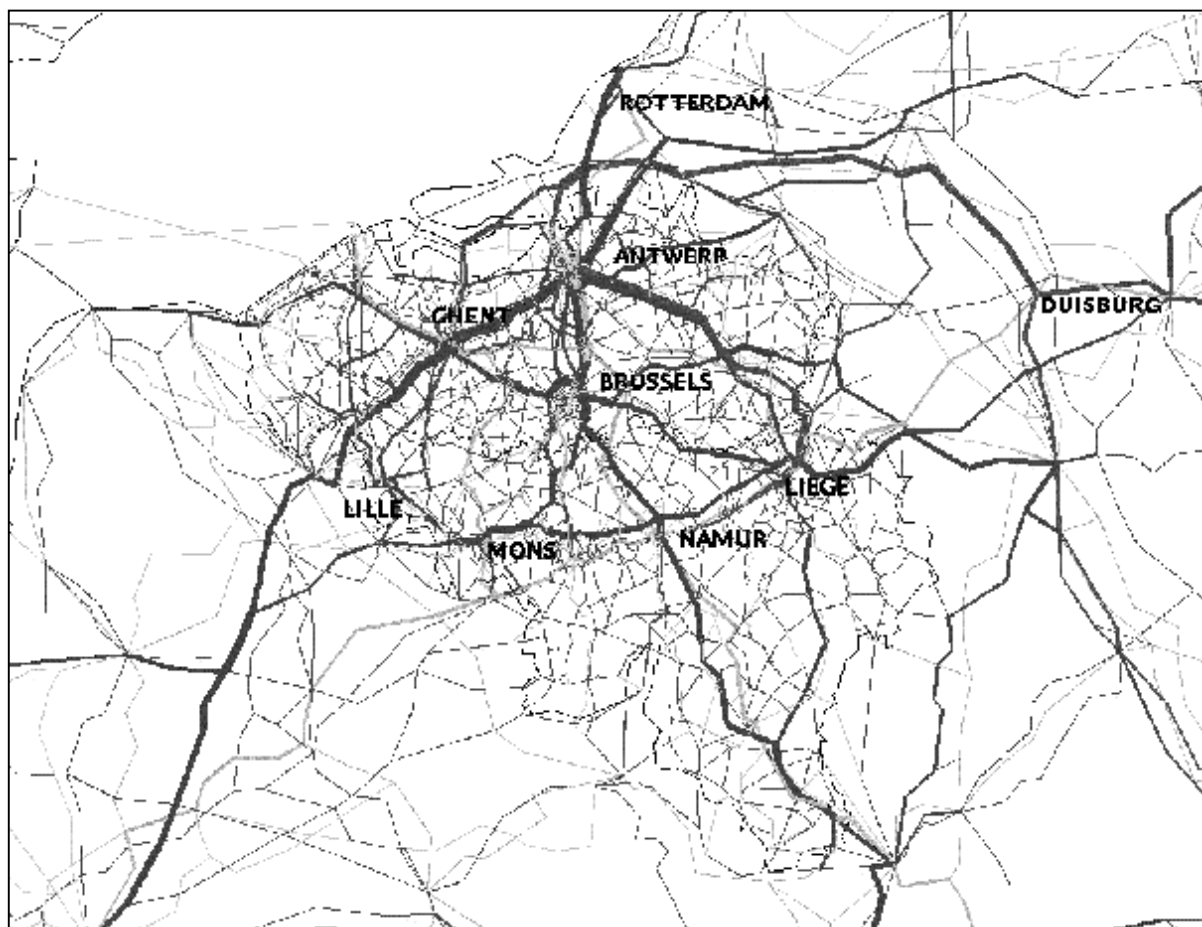 ROTTERDAM
ANTWERP
DUISBURG
GHENT
BRUSSELS
LIEGE
LILLE
NAMUR
MONS